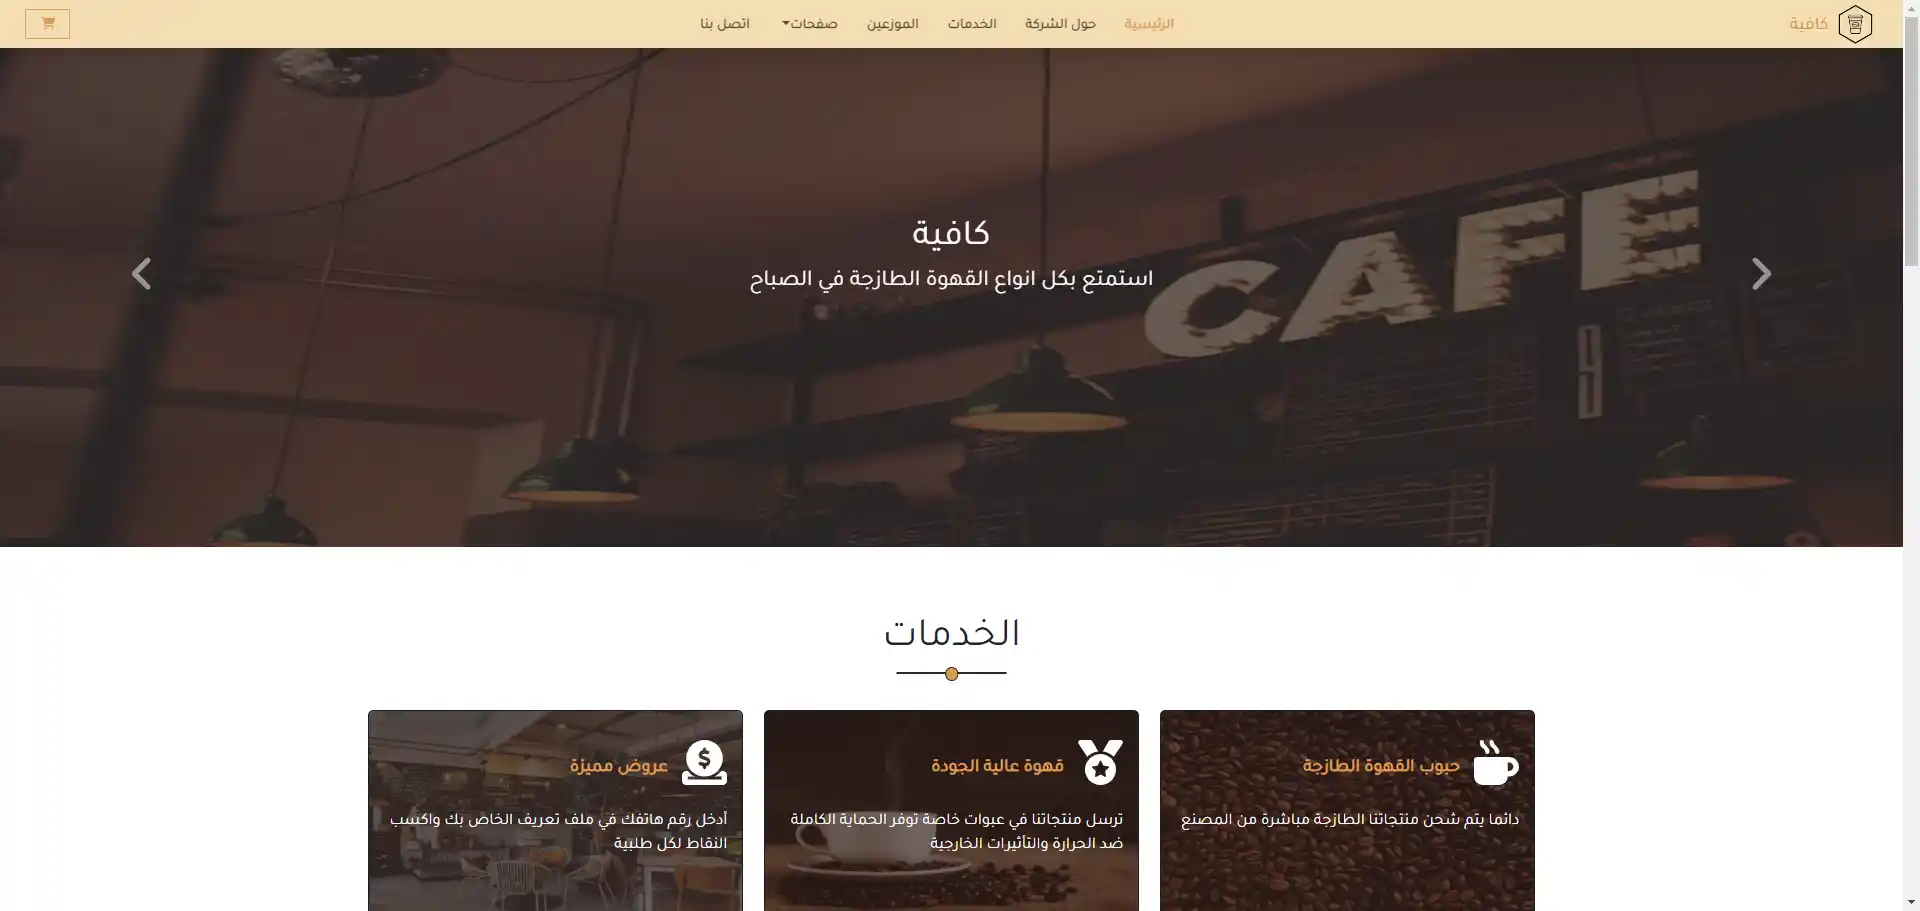 كافية
الرئيسية
حول الشركة
الخدمات
الموزعين
صفحات
اتصل بنا
CAFE
كافية
استمتع بكل انواع القهوة الطازجة في الصباح
9
الخدمات
حبوب القهوة الطازجة
دائما يتم شحن منتجاتنا الطازجة مباشرة من المصنع
قهوة عالية الجودة
ترسل منتجاتنا في عبوات خاصة توفر الحماية الكاملة
ضد الحرارة والتأثيرات الخارجية
$
عروض مميزة
أدخل رقم هاتفك في ملف تعريف الخاص بك واكسب
النقاط لكل طلبية